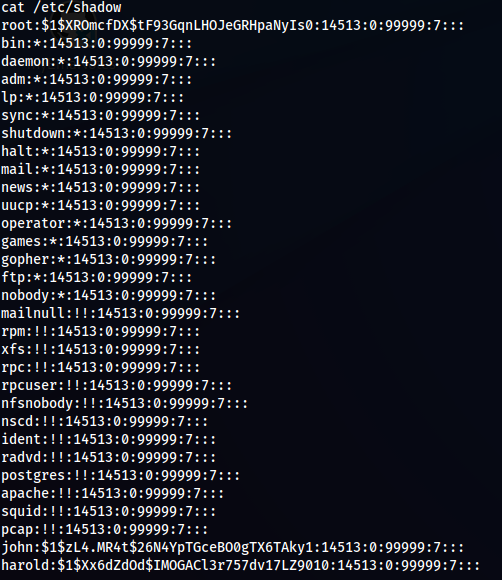 cat /etc/shadow
root:$1$XROmcfDX$tF93GqnLHOJeGRHpaNyIs0:14513:0:99999:7:::
bin:*:14513:0:99999:7:::
daemon:*:14513:0:99999:7:::
adm:*:14513:0:99999:7:::
lp:*:14513:0:99999:7:::
sync:*:14513:0:99999:7:::
shutdown:*:14513:0:99999:7:::
halt:*:14513:0:99999:7:::
mail:*:14513:0:99999:7:::
news:*:14513:0:99999:7:::
uucp:*:14513:0:99999:7:::
operator:*:14513:0:99999:7:::
games:*:14513:0:99999:7:::
gopher:*:14513:0:99999:7:::
ftp:*:14513:0:99999:7:::
nobody:*:14513:0:99999:7:::
mailnull:!!:14513:0:99999:7:::
rpm:!!:14513:0:99999:7:::
xfs:!!:14513:0:99999:7:::
rpc:!!:14513:0:99999:7:::
rpcuser:!!:14513:0:99999:7:::
nfsnobody:!!:14513:0:99999:7:::
nscd:!!:14513:0:99999:7:::
ident:!!:14513:0:99999:7:::
radvd:!!:14513:0:99999:7:::
postgres:!!:14513:0:99999:7:::
apache:!!:14513:0:99999:7:::
squid:!!:14513:0:99999:7:::
pcap:!!:14513:0:99999:7:::
john:$1$zL4.MR4t$26N4YpTGceBO0gTX6TAky1:14513:0:99999:7:::
harold:$1$Xx6dZdOd$IMOGACl3r757dv17LZ9010:14513:0:99999:7:::